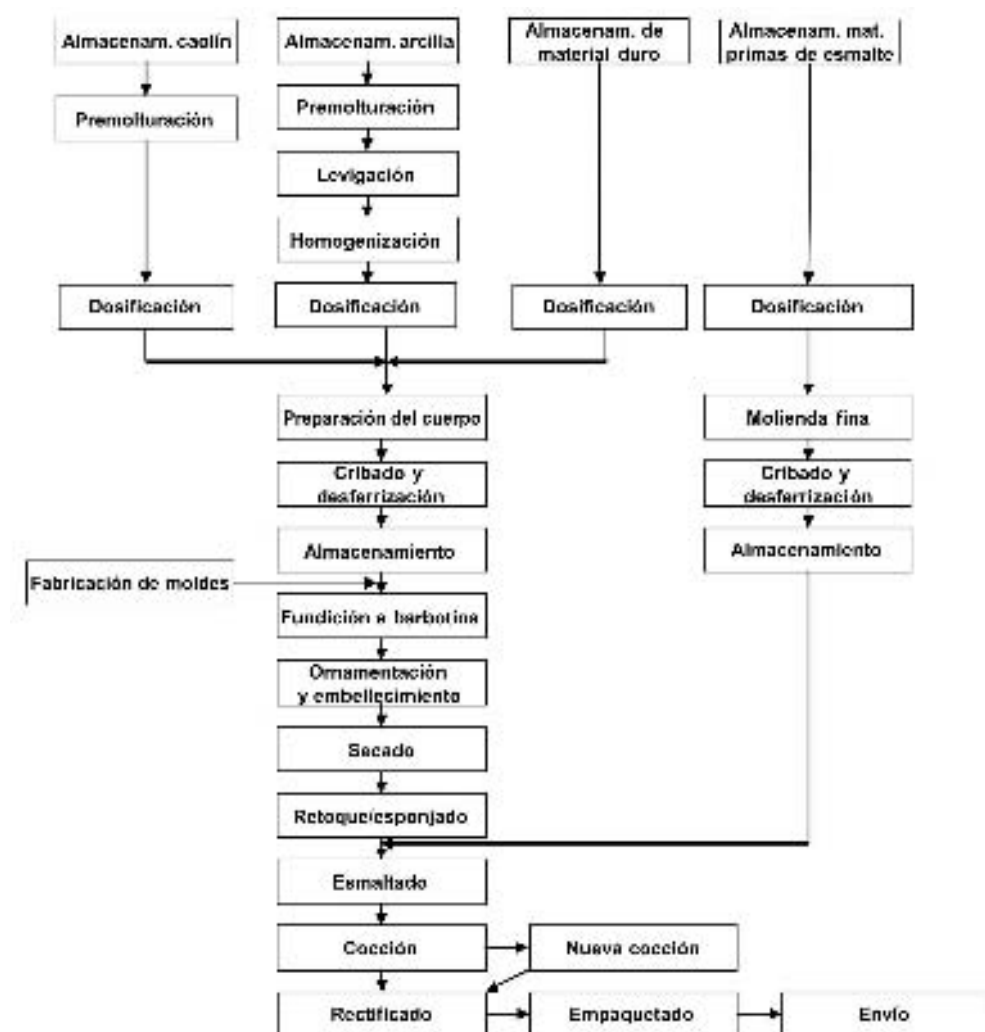 Almacenam. caolín
Almacenam. arcilla
Almacenam. de
material duro
Almacenam. mat.
primas de esmalte
Premolturación
Premolturación
Levigación
Homogenización
Dosificación
Dosificación
Dosificación
Dosificación
Preparación del cuerpo
Molienda fina
Cribado y
desferrización
Cribado y
desferrización
Almacenamiento
Almacenamiento
Fabricación de moldes
Fundición a barbotina
Ornamentación
y embellecimiento
Secado
Retoque/esponjado
Esmaltado
Cocción
Nueva cocción
Rectificado
Empaquetado
Envío